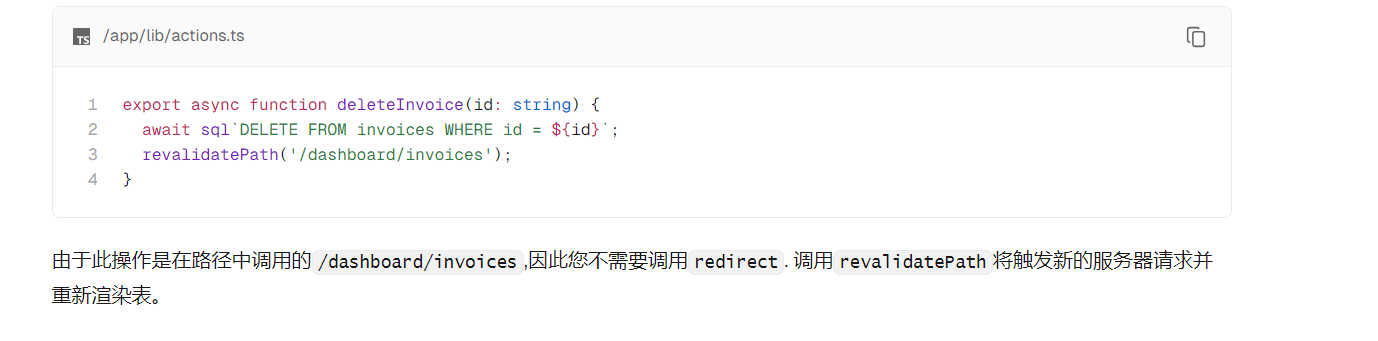 TS /app/lib/actions.ts
1 export async function deleteInvoice(id: string) {
2   await sql`DELETE FROM invoices WHERE id = ${id}`;
3   revalidatePath('/dashboard/invoices');
4 }
由于此操作是在路径中调用的 /dashboard/invoices ,因此您不需要调用 redirect . 调用 revalidatePath 将触发新的服务器请求并
重新渲染表。